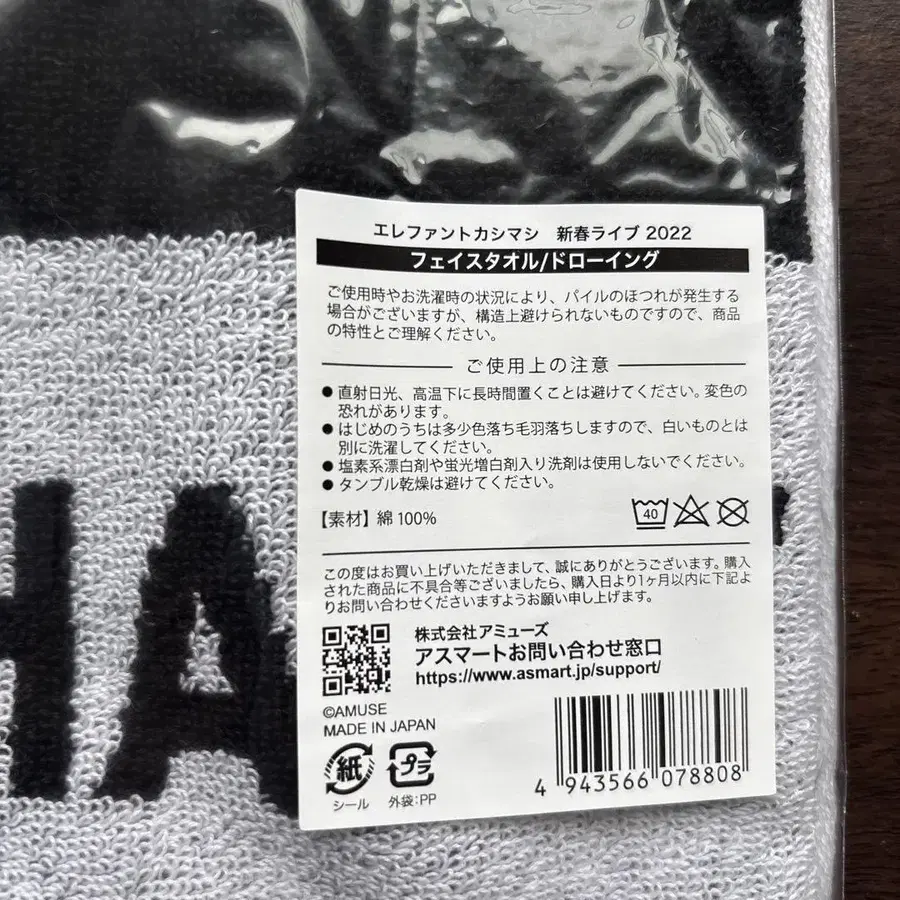 エレファントカシマシ 新春ライブ 2022
フェイスタオル/ドローイング
ご使用時やお洗濯時の状況により、パイルのほつれが発生する
場合がございますが、構造上避けられないものですので、商品
の特性とご理解ください。
ご使用上の注意
● 直射日光、高温下に長時間置くことは避けてください。変色の
恐れがあります。
● はじめのうちは多少色落ち毛羽落ちしますので、白いものとは
別に洗濯してください。
● 塩素系漂白剤や蛍光増白剤入り洗剤は使用しないでください。
● タンブル乾燥は避けてください。
【素材】綿 100%
40
この度はお買い上げいただきまして、誠にありがとうございます。購入
された商品に不具合等ございましたら、購入日より1ヶ月以内に下記よ
りお問い合わせくださいますようお願い申し上げます。
株式会社アミューズ
アスマートお問い合わせ窓口
https://www.asmart.jp/support/
©AMUSE
MADE IN JAPAN
紙
シール
プラ
外袋:PP
4 943566 078808
HA